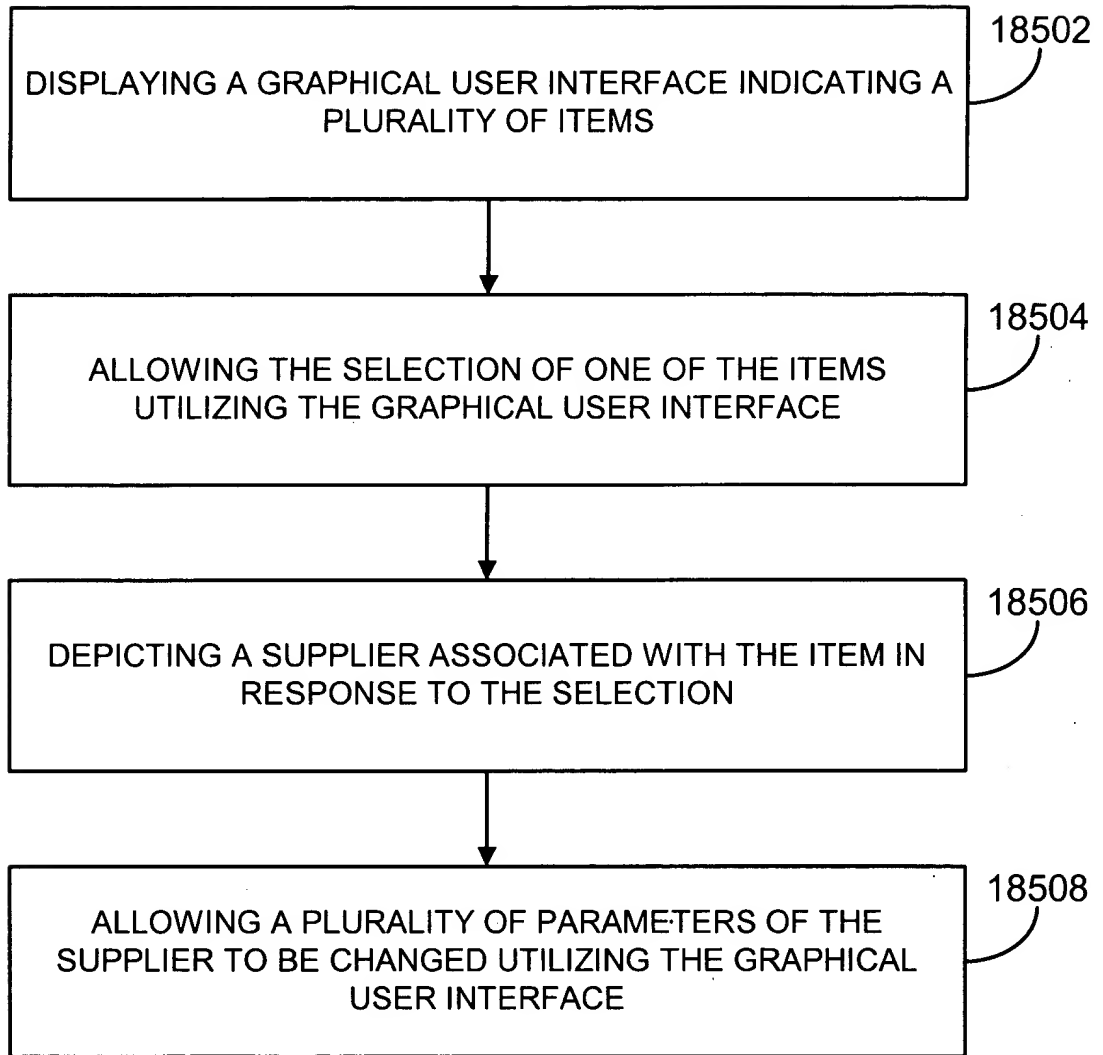 18502
DISPLAYING A GRAPHICAL USER INTERFACE INDICATING A
PLURALITY OF ITEMS
18504
ALLOWING THE SELECTION OF ONE OF THE ITEMS
UTILIZING THE GRAPHICAL USER INTERFACE
18506
DEPICTING A SUPPLIER ASSOCIATED WITH THE ITEM IN
RESPONSE TO THE SELECTION
18508
ALLOWING A PLURALITY OF PARAMETERS OF THE
SUPPLIER TO BE CHANGED UTILIZING THE GRAPHICAL
USER INTERFACE